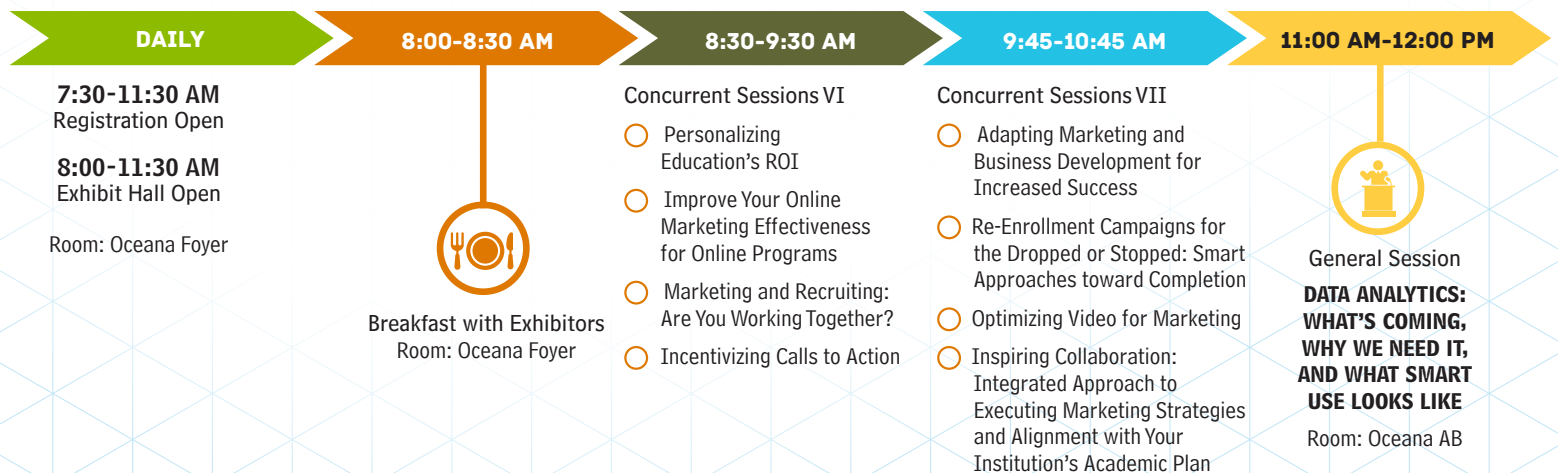 DAILY
7:30-11:30 AM
Registration Open
8:00-11:30 AM
Exhibit Hall Open
Room: Oceana Foyer
8:00-8:30 AM
Breakfast with Exhibitors
Room: Oceana Foyer
8:30-9:30 AM
Concurrent Sessions VI
Personalizing
Education's ROI
Improve Your Online
Marketing Effectiveness
for Online Programs
Marketing and Recruiting:
Are You Working Together?
Incentivizing Calls to Action
9:45-10:45 AM
Concurrent Sessions VII
Adapting Marketing and
Business Development for
Increased Success
Re-Enrollment Campaigns for
the Dropped or Stopped: Smart
Approaches toward Completion
Optimizing Video for Marketing
Inspiring Collaboration:
Integrated Approach to
Executing Marketing Strategies
and Alignment with Your
Institution's Academic Plan
11:00 AM-12:00 PM
General Session
DATA ANALYTICS:
WHAT'S COMING,
WHY WE NEED IT,
AND WHAT SMART
USE LOOKS LIKE
Room: Oceana AB